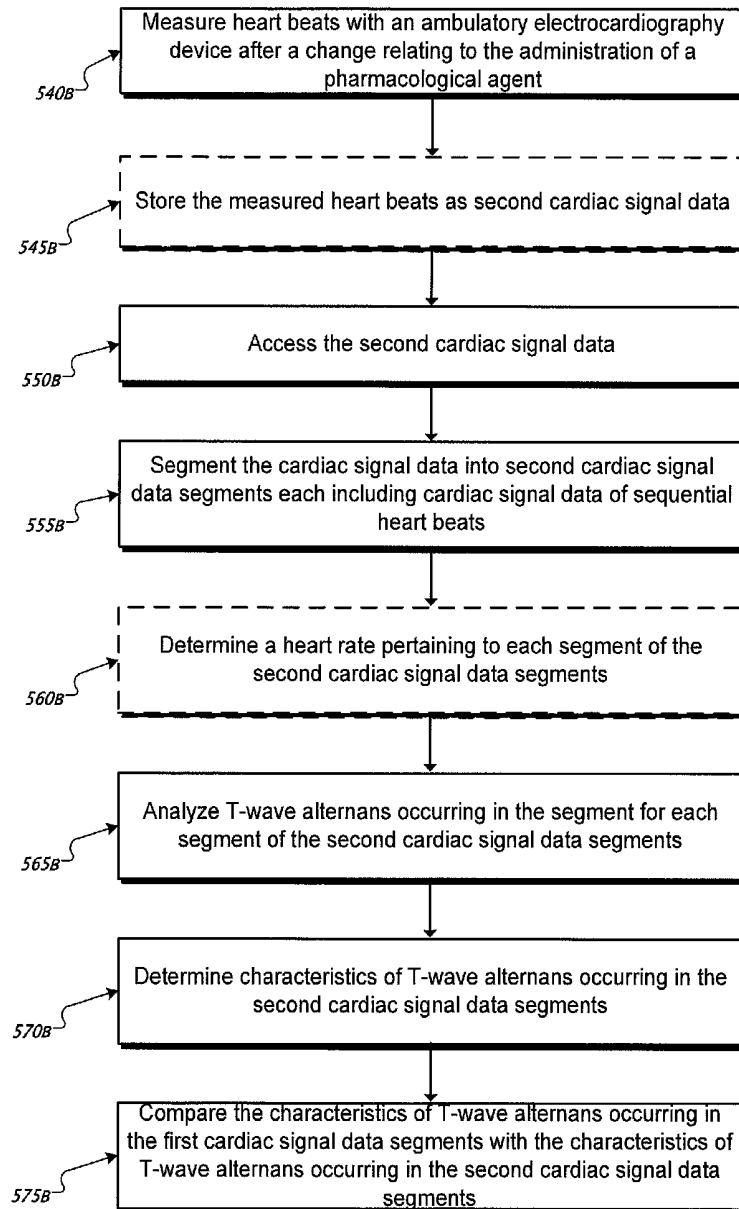 Measure heart beats with an ambulatory electrocardiography
device after a change relating to the administration of a
pharmacological agent
540B
Store the measured heart beats as second cardiac signal data
545B
Access the second cardiac signal data
550B
Segment the cardiac signal data into second cardiac signal
data segments each including cardiac signal data of sequential
heart beats
555B
Determine a heart rate pertaining to each segment of the
second cardiac signal data segments
560B
Analyze T-wave alternans occurring in the segment for each
segment of the second cardiac signal data segments
565B
Determine characteristics of T-wave alternans occurring in the
second cardiac signal data segments
570B
Compare the characteristics of T-wave alternans occurring in
the first cardiac signal data segments with the characteristics of
T-wave alternans occurring in the second cardiac signal data
segments
575B